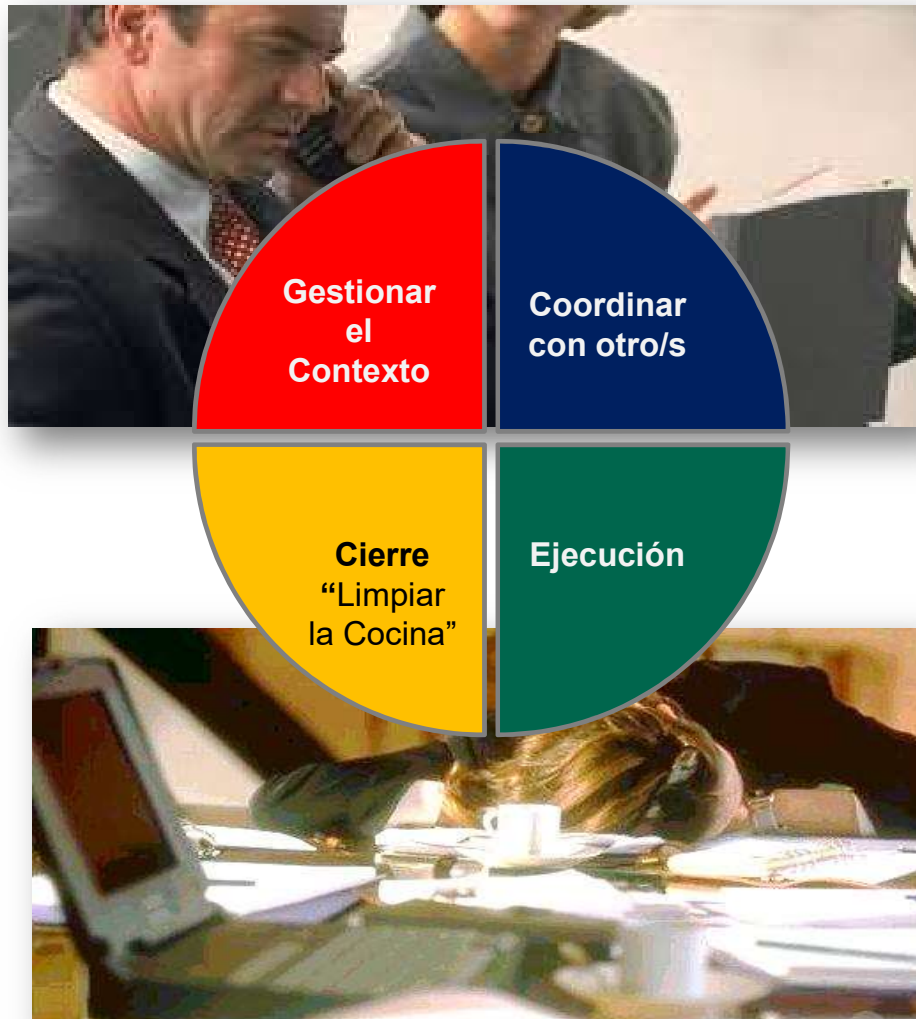 Gestionar
el
Contexto
Coordinar
con otro/s
Cierre
“Limpiar
la Cocina”
Ejecución